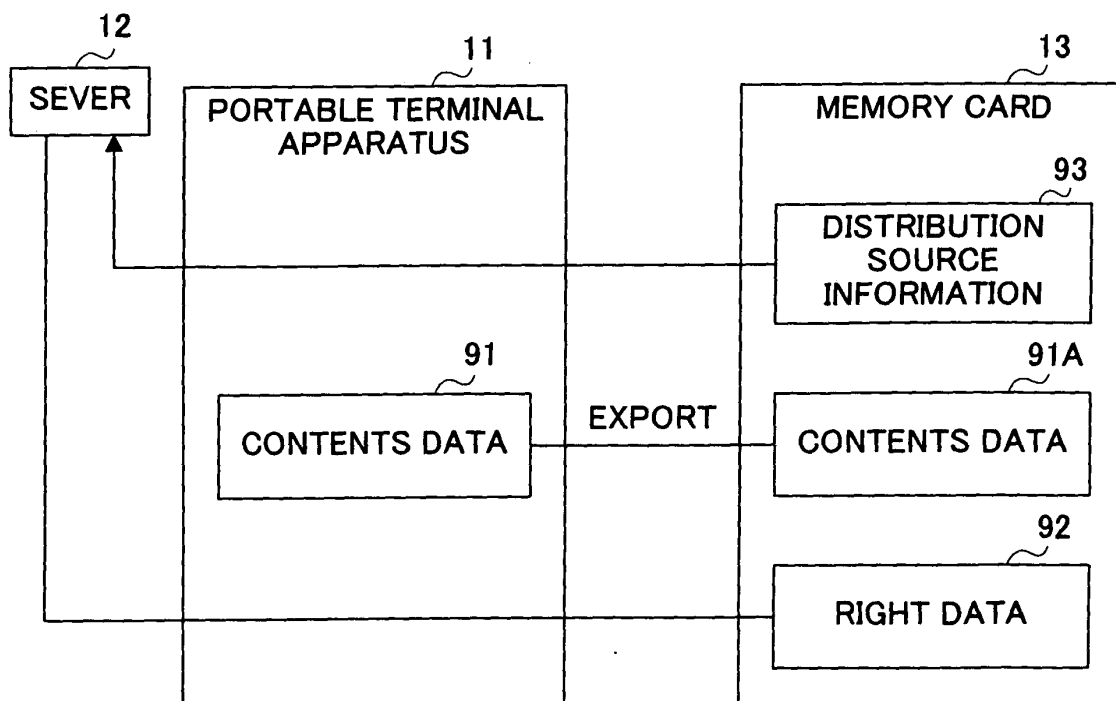 12
SEVER
11
PORTABLE TERMINAL
APPARATUS
13
MEMORY CARD
93
DISTRIBUTION
SOURCE
INFORMATION
91
CONTENTS DATA
EXPORT
91A
CONTENTS DATA
92
RIGHT DATA